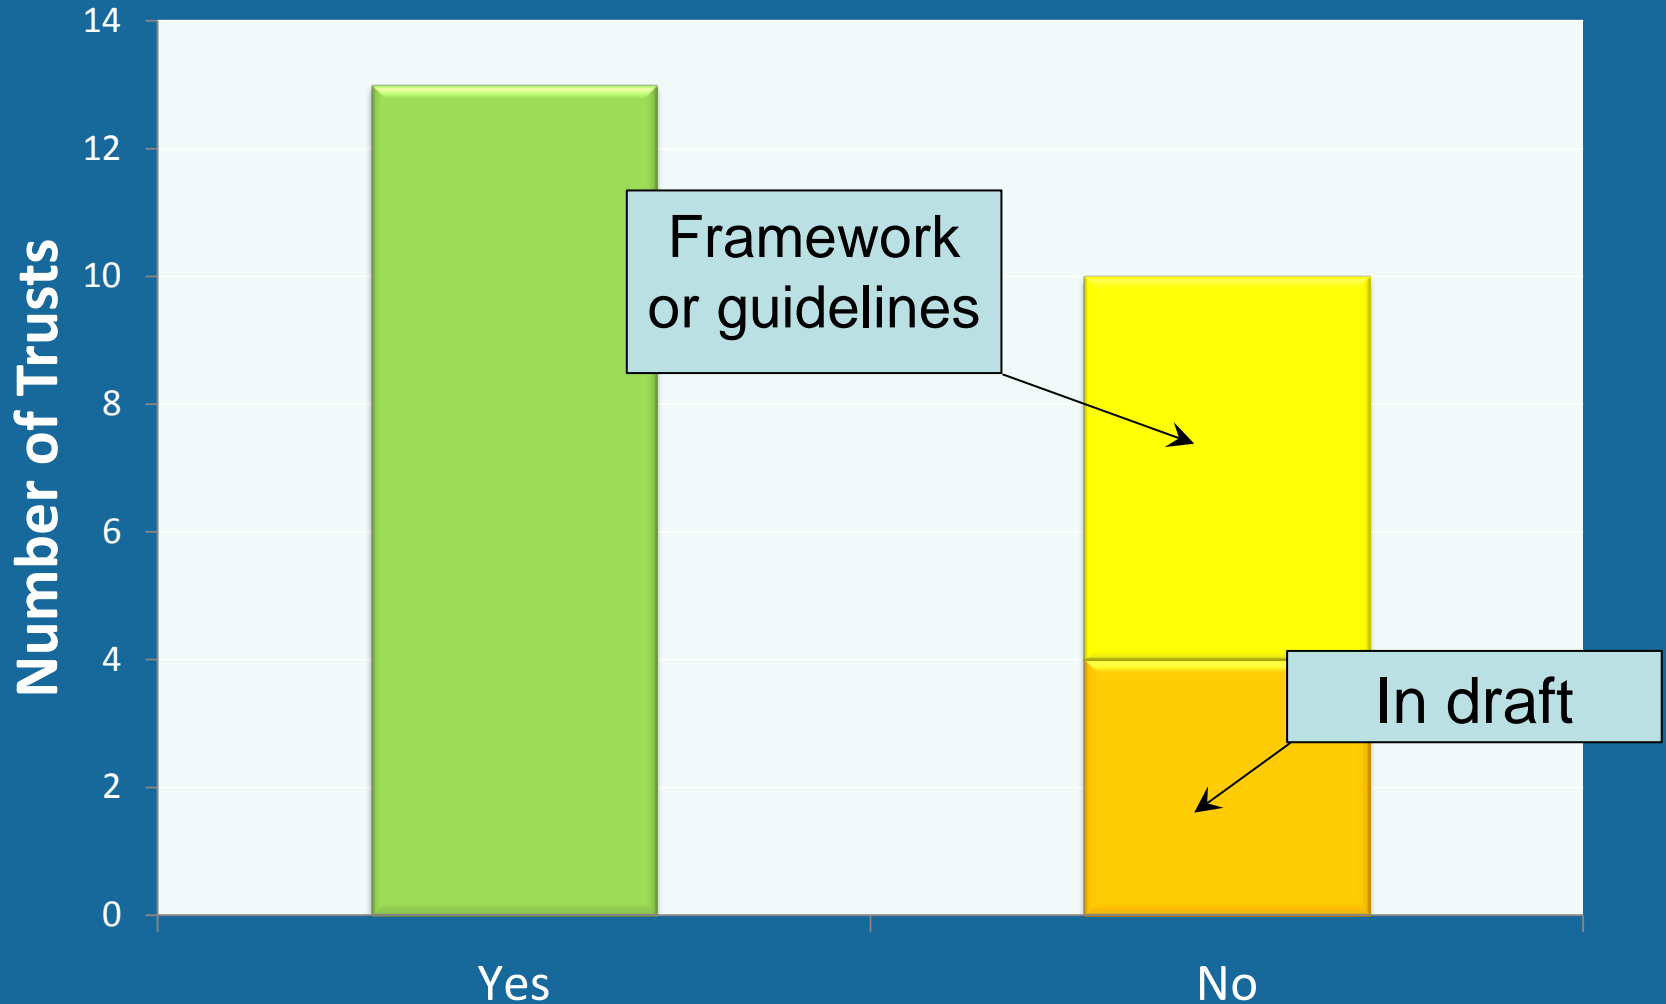 14
12
10
8
6
4
2
0
Number of Trusts
Framework
or guidelines
In draft
Yes
No